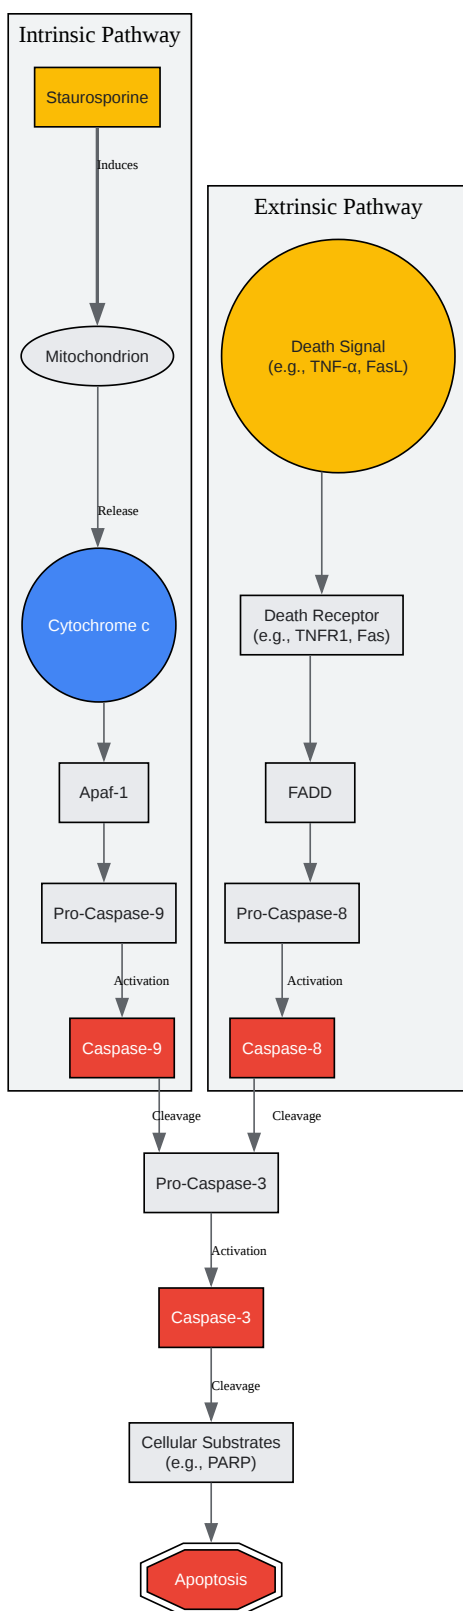 Intrinsic Pathway
Staurosporine
Induces
Mitochondrion
Release
Cytochrome c
Apaf-1
Pro-Caspase-9
Activation
Caspase-9
Cleavage
Extrinsic Pathway
Death Signal
(e.g., TNF-α, FasL)
Death Receptor
(e.g., TNFR1, Fas)
FADD
Pro-Caspase-8
Activation
Caspase-8
Cleavage
Pro-Caspase-3
Activation
Caspase-3
Cleavage
Cellular Substrates
(e.g., PARP)
Apoptosis